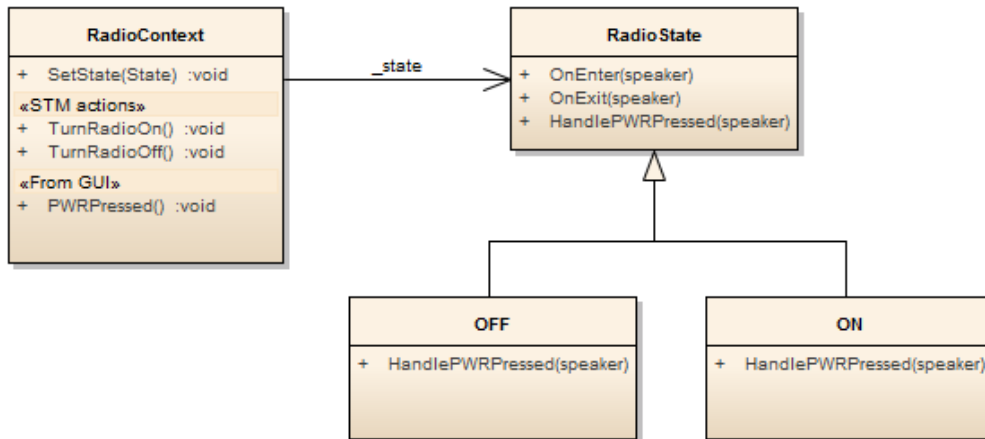 RadioContext
+ SetState(State) :void
«STM actions»
+ TurnRadioOn() :void
+ TurnRadioOff() :void
«From GUI»
+ PWRPressed() :void
_state
RadioState
+ OnEnter(speaker)
+ OnExit(speaker)
+ HandlePWRPressed(speaker)
OFF
+ HandlePWRPressed(speaker)
ON
+ HandlePWRPressed(speaker)